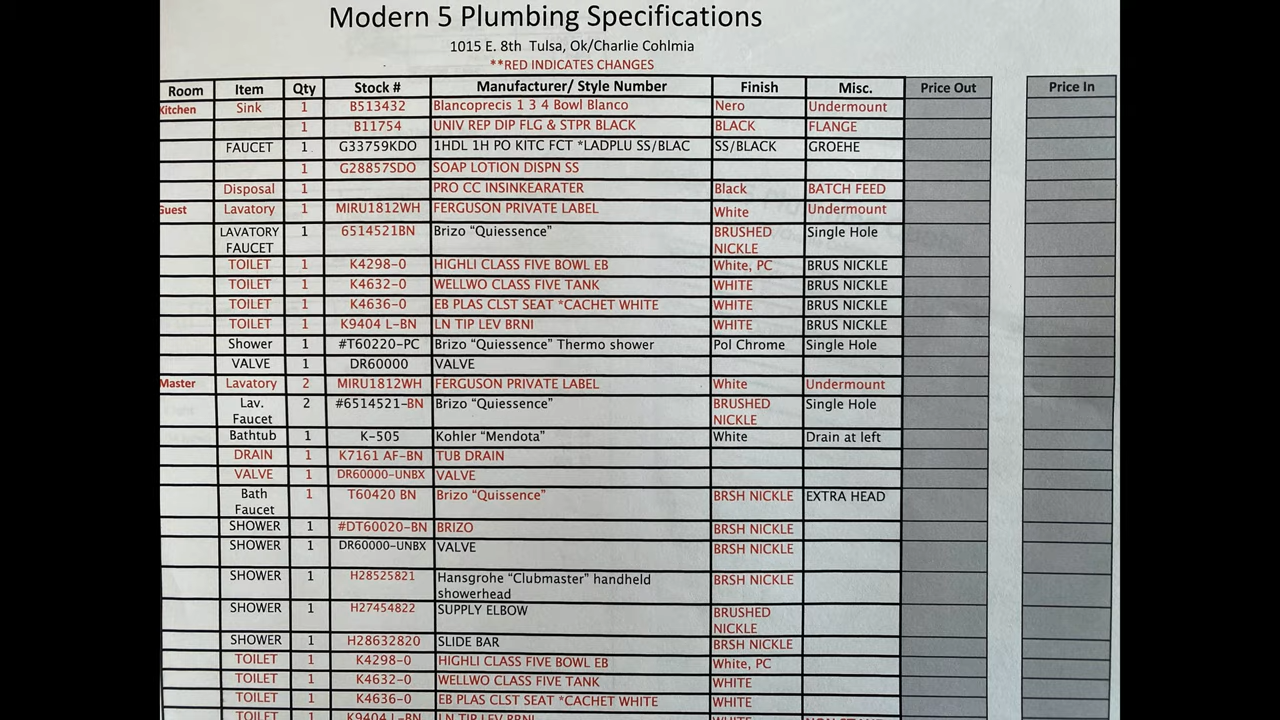 Modern 5 Plumbing Specifications
1015 E. 8th Tulsa, Ok/Charlie Cohlmia
**RED INDICATES CHANGES
Room Item Qty Stock # Manufacturer/ Style Number Finish Misc. Price Out Price In
Kitchen Sink 1 B513432 Blancoprecis 1 3 4 Bowl Blanco Nero Undermount
1 B11754 UNIV REP DIP FLG & STPR BLACK BLACK FLANGE
FAUCET 1 G33759KDO 1HDL 1H PO KITC FCT *LADPLU SS/BLAC SS/BLACK GROEHE
1 G28857SDO SOAP LOTION DISPN SS
Disposal 1 PRO CC INSINKEARATER Black BATCH FEED
Guest Lavatory 1 MIRU1812WH FERGUSON PRIVATE LABEL White Undermount
LAVATORY 1 6514521BN Brizo “Quiessence” BRUSHED Single Hole
FAUCET NICKLE
TOILET 1 K4298-0 HIGHLI CLASS FIVE BOWL EB White, PC BRUS NICKLE
TOILET 1 K4632-0 WELLWO CLASS FIVE TANK WHITE BRUS NICKLE
TOILET 1 K4636-0 EB PLAS CLST SEAT *CACHET WHITE WHITE BRUS NICKLE
TOILET 1 K9404 L-BN LN TIP LEV BRNI WHITE BRUS NICKLE
Shower 1 #T60220-PC Brizo “Quiessence” Thermo shower Pol Chrome Single Hole
VALVE 1 DR60000 VALVE
Master Lavatory 2 MIRU1812WH FERGUSON PRIVATE LABEL White Undermount
Lav. 2 #6514521-BN Brizo “Quiessence” BRUSHED Single Hole
Faucet NICKLE
Bathtub 1 K-505 Kohler “Mendota” White Drain at left
DRAIN 1 K7161 AF-BN TUB DRAIN
VALVE 1 DR60000-UNBX VALVE
Bath 1 T60420 BN Brizo “Quissence” BRSH NICKLE EXTRA HEAD
Faucet
SHOWER 1 #DT60020-BN BRIZO BRSH NICKLE
SHOWER 1 DR60000-UNBX VALVE BRSH NICKLE
SHOWER 1 H28525821 Hansgrohe “Clubmaster” handheld BRSH NICKLE
showerhead
SHOWER 1 H27454822 SUPPLY ELBOW BRUSHED
NICKLE
SHOWER 1 H28632820 SLIDE BAR BRSH NICKLE
TOILET 1 K4298-0 HIGHLI CLASS FIVE BOWL EB White, PC
TOILET 1 K4632-0 WELLWO CLASS FIVE TANK WHITE
TOILET 1 K4636-0 EB PLAS CLST SEAT *CACHET WHITE WHITE
TOILET 1 K9404 L-BN LN TIP LEV BRNI WHITE